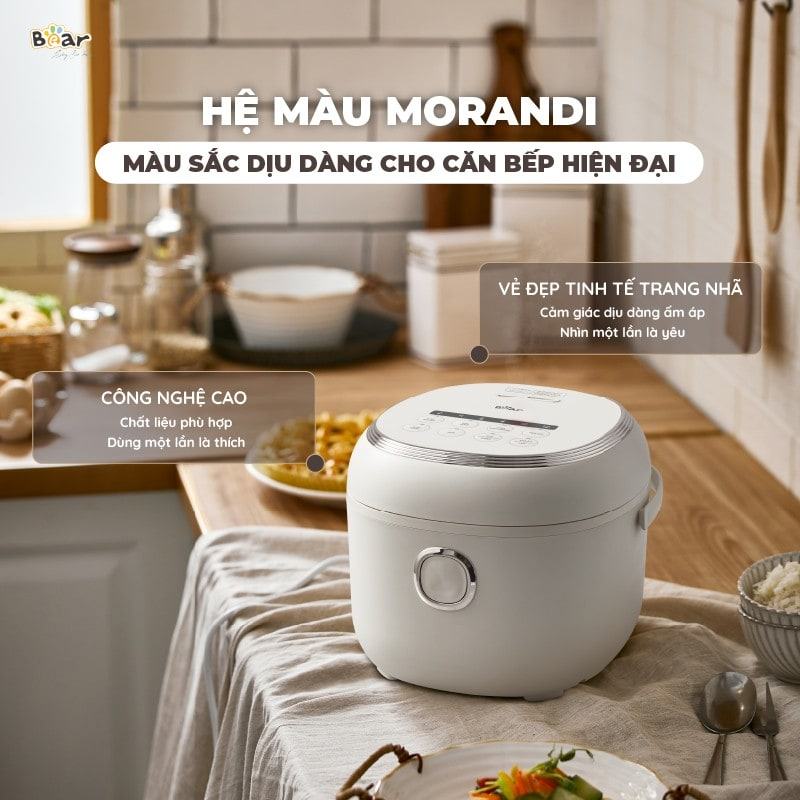 Bear
HỆ MÀU MORANDI
MÀU SẮC DỊU DÀNG CHO CĂN BẾP HIỆN ĐẠI
VẺ ĐẸP TINH TẾ TRANG NHÃ
Cảm giác dịu dàng ấm áp
Nhìn một lần là yêu
CÔNG NGHỆ CAO
Chất liệu phù hợp
Dùng một lần là thích
Bear